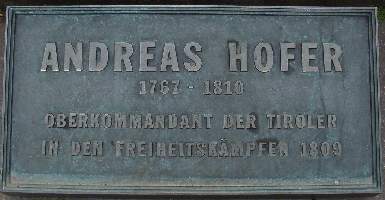 ANDREAS HOFER
1767 - 1810
OBERKOMMANDANT DER TIROLER
IN DEN FREIHEITSKÄMPFEN 1809